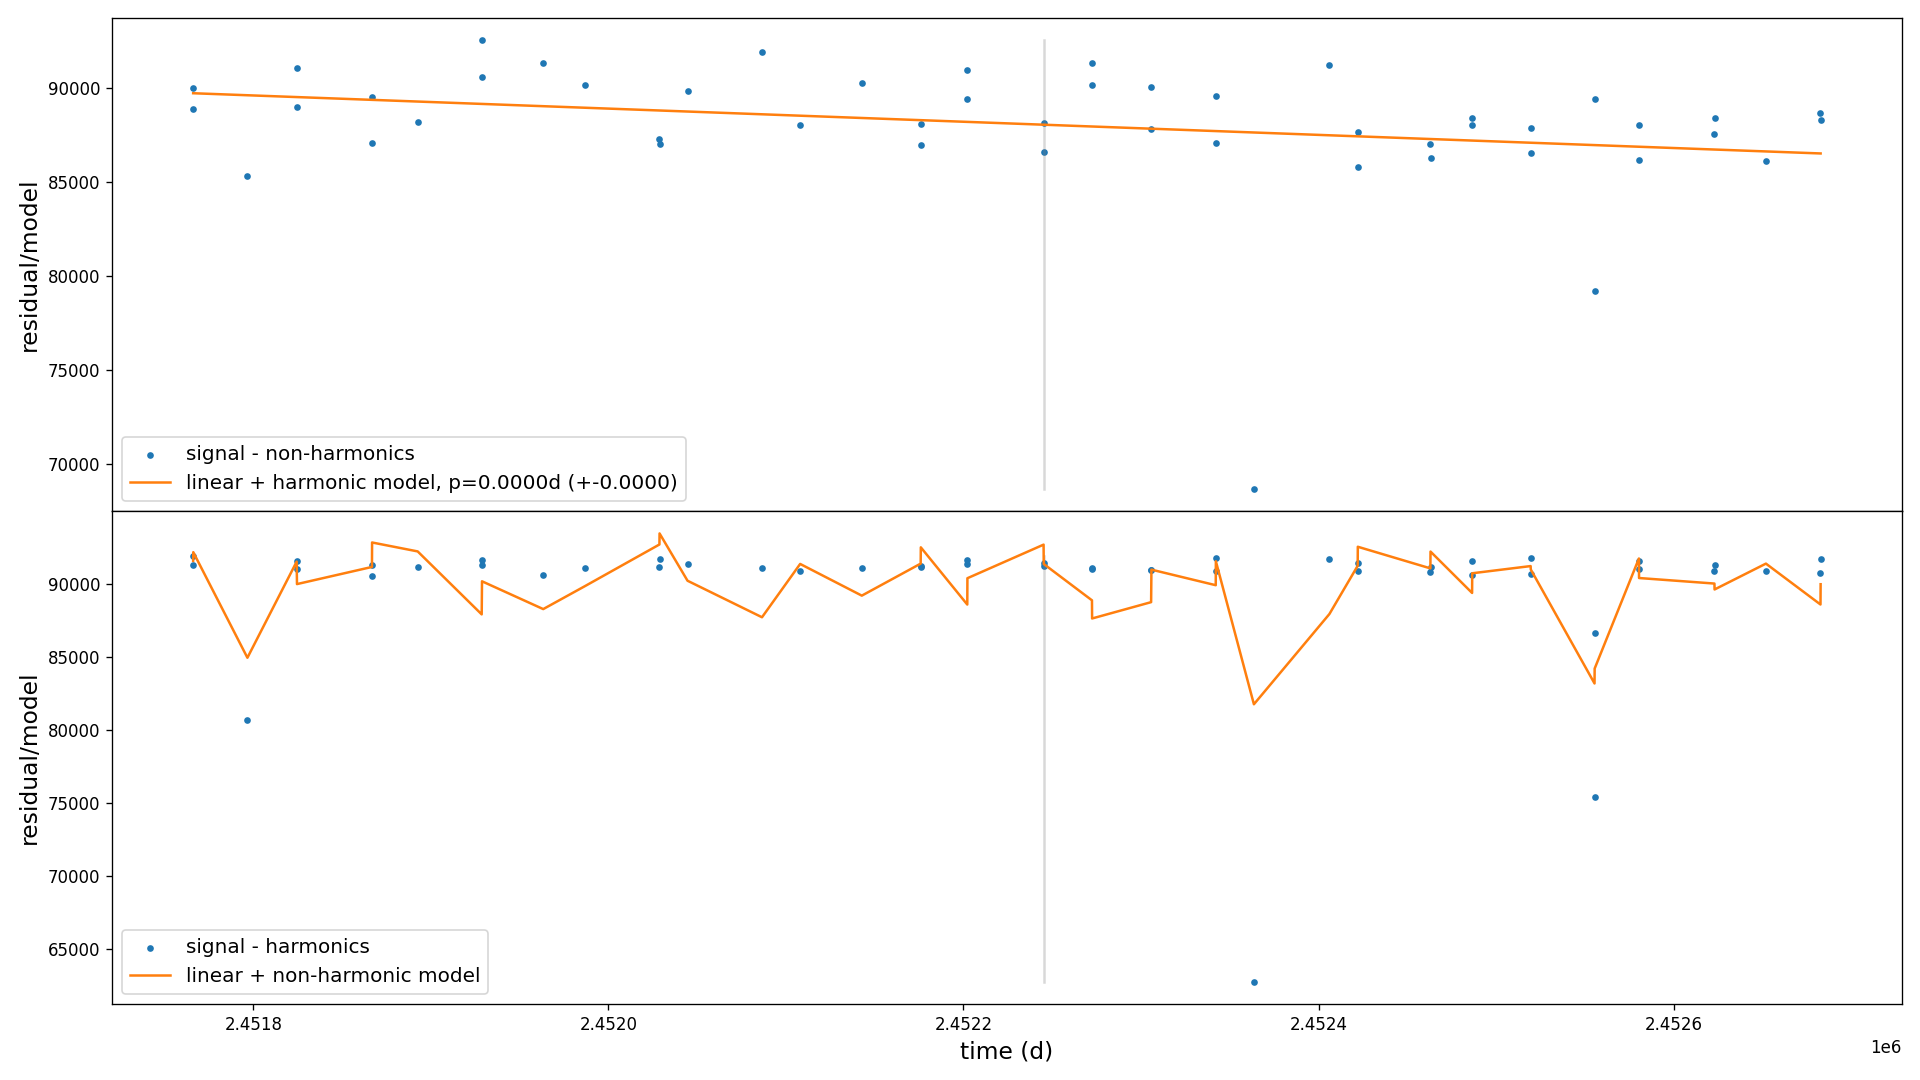 90000
85000
80000
75000
70000
residual/model
signal - non-harmonics
linear + harmonic model, p=0.0000d (+-0.0000)
90000
85000
80000
75000
70000
65000
residual/model
signal - harmonics
linear + non-harmonic model
2.4518 2.4520 2.4522 2.4524 2.4526
time (d)
1e6